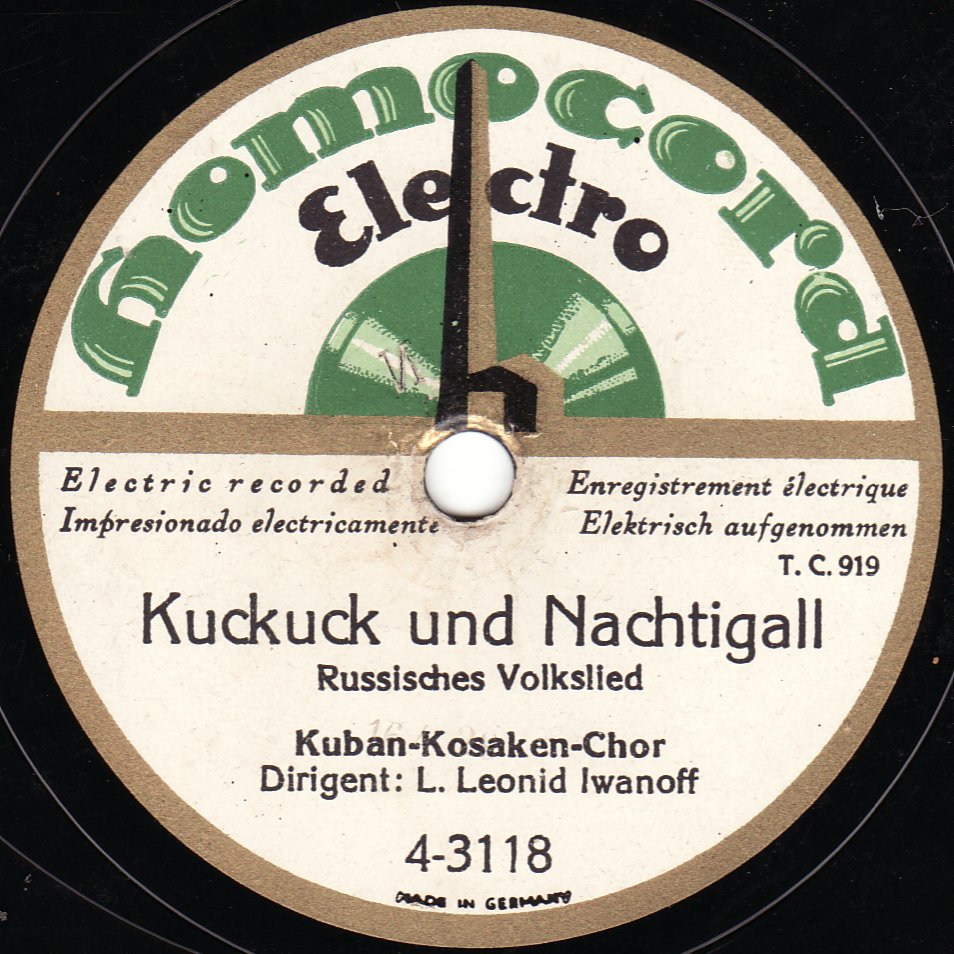 homocord
Electro
Electric recorded
Enregistrement électrique
Impresionado electricamente
Elektrisch aufgenommen
T. C. 919
Kuckuck und Nachtigall
Russisches Volkslied
Kuban-Kosaken-Chor
Dirigent: L. Leonid Iwanoff
4-3118
MADE IN GERMANY